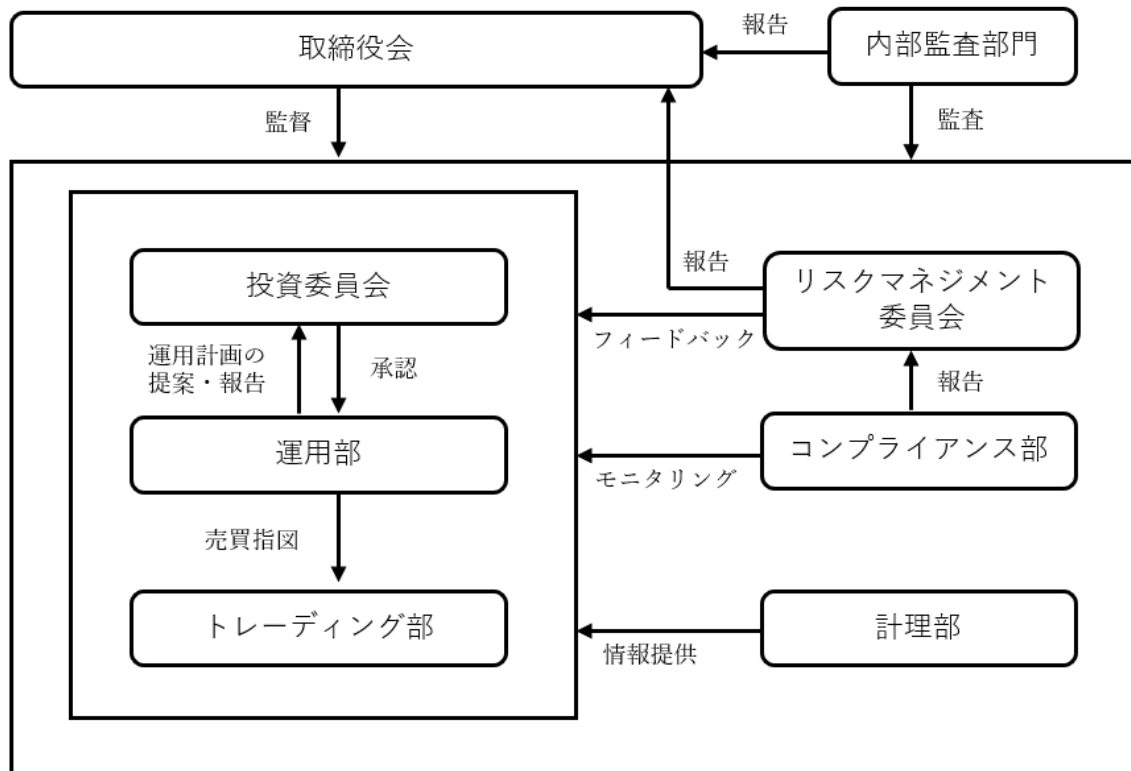 取締役会
報告
内部監査部門
監督
監査
投資委員会
報告
リスクマネジメント
委員会
フィードバック
運用計画の
提案・報告
承認
報告
運用部
コンプライアンス部
モニタリング
売買指図
トレーディング部
計理部
情報提供